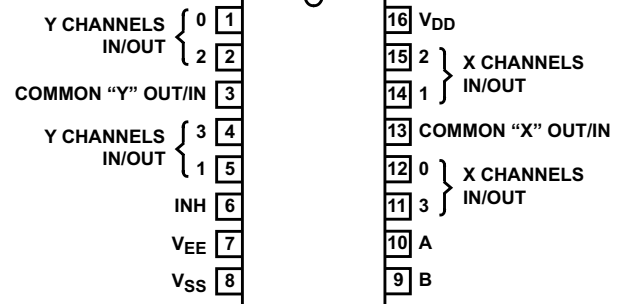 Y CHANNELS IN/OUT
0 1
2 2
COMMON “Y” OUT/IN 3
Y CHANNELS IN/OUT
3 4
1 5
INH 6
VEE 7
VSS 8
16 VDD
15 2
14 1
X CHANNELS IN/OUT
13 COMMON “X” OUT/IN
12 0
11 3
X CHANNELS IN/OUT
10 A
9 B